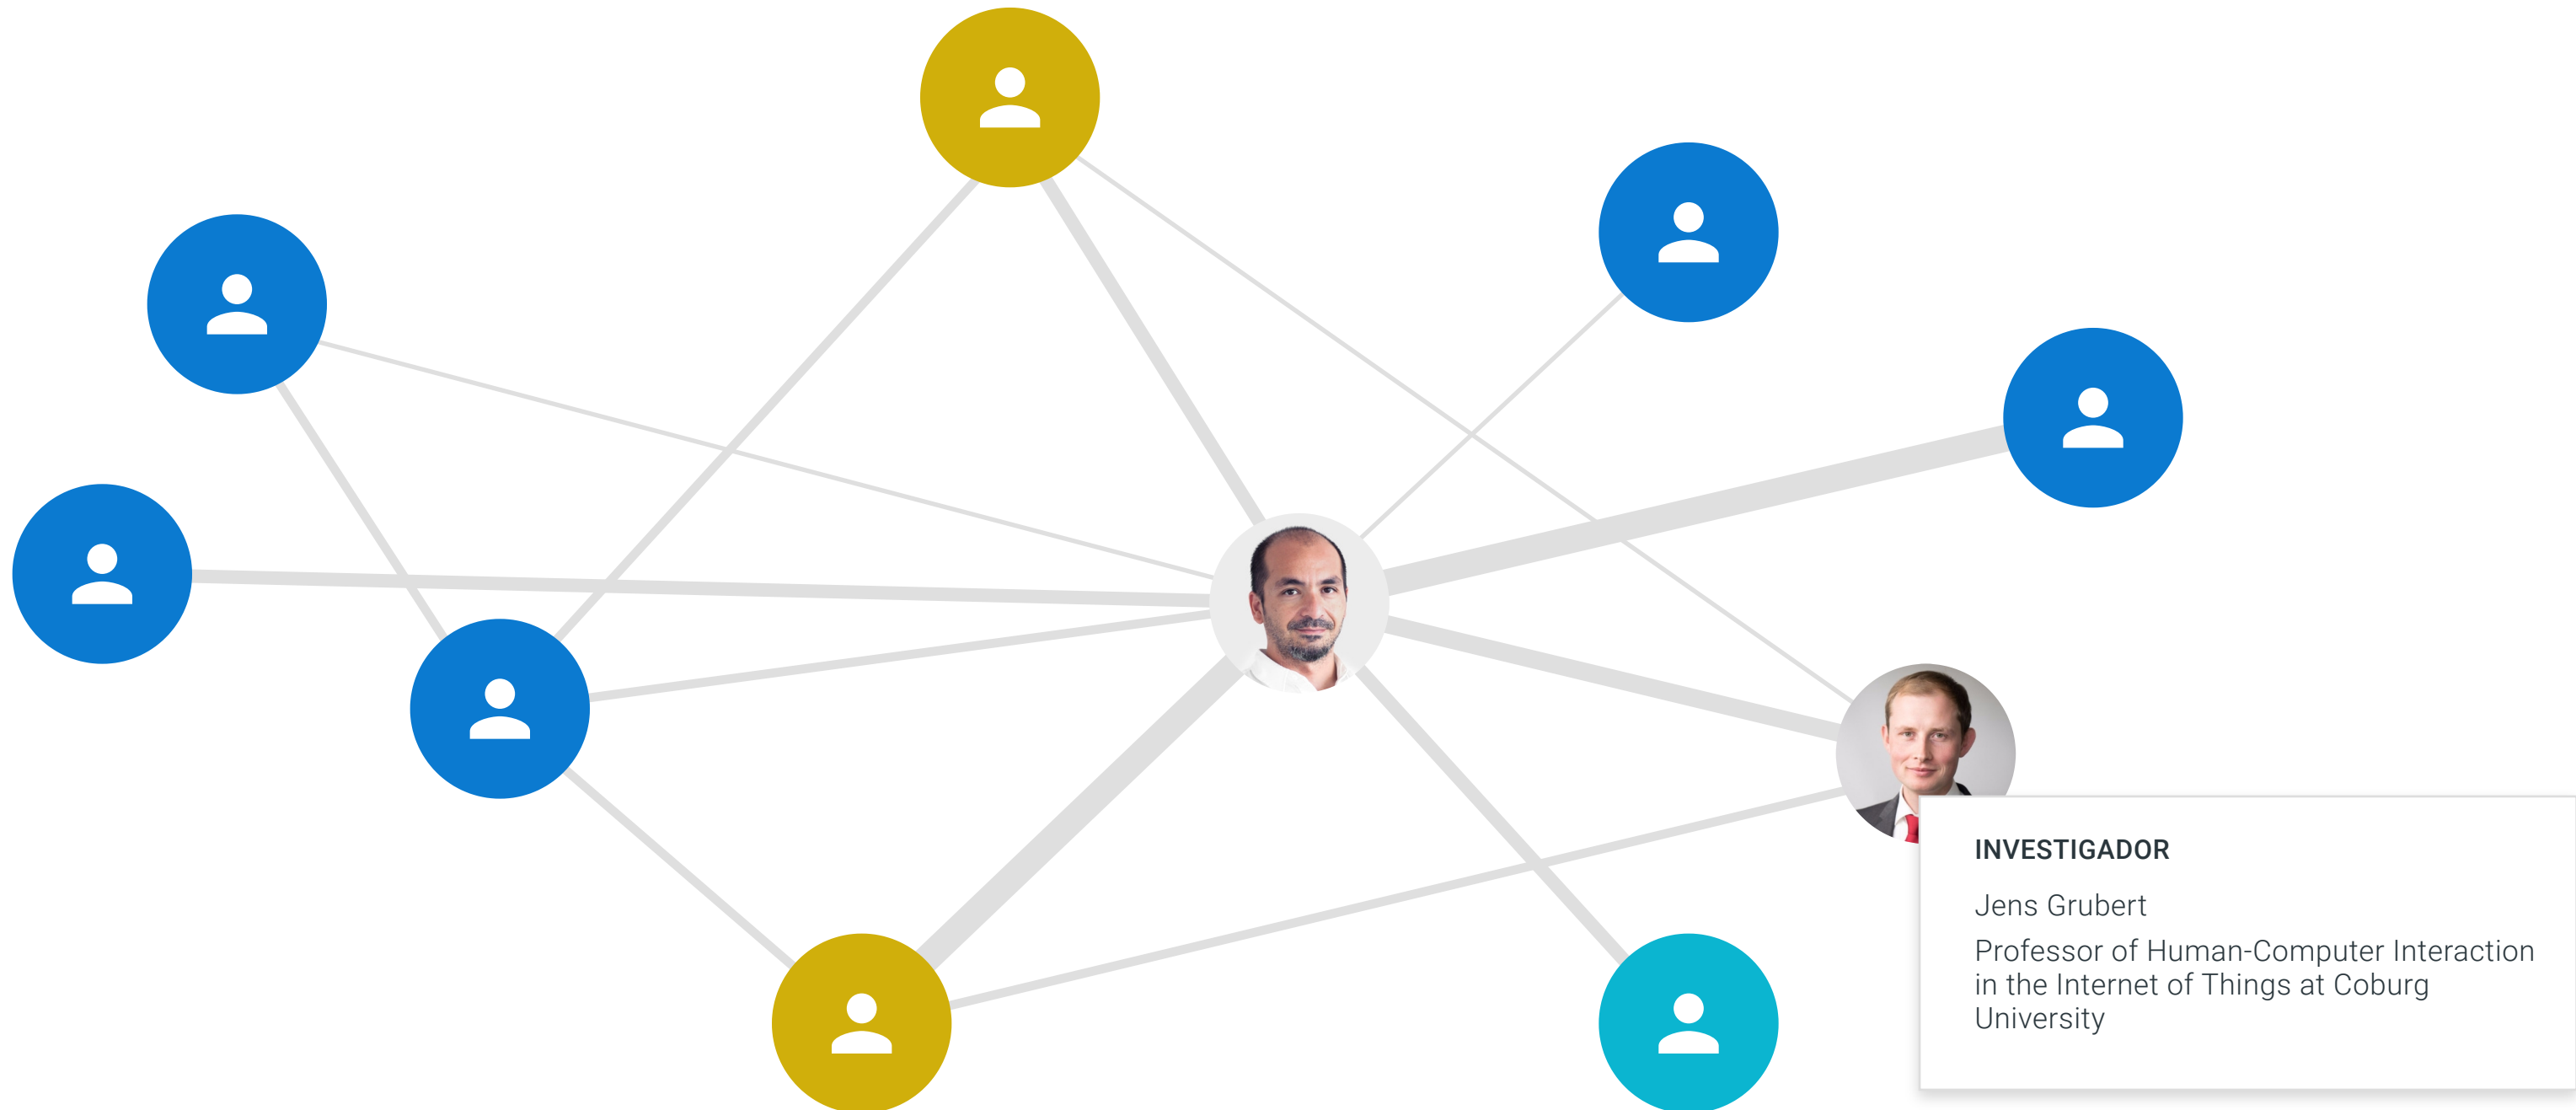 INVESTIGADOR
Jens Grubert
Professor of Human-Computer Interaction
in the Internet of Things at Coburg
University